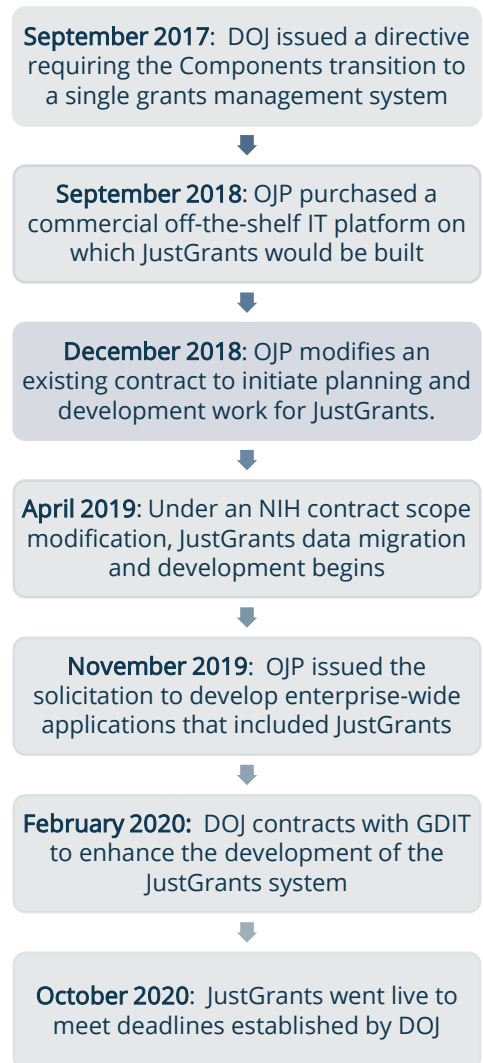 September 2017: DOJ issued a directive
requiring the Components transition to
a single grants management system
September 2018: OJP purchased a
commercial off-the-shelf IT platform on
which JustGrants would be built
December 2018: OJP modifies an
existing contract to initiate planning and
development work for JustGrants.
April 2019: Under an NIH contract scope
modification, JustGrants data migration
and development begins
November 2019: OJP issued the
solicitation to develop enterprise-wide
applications that included JustGrants
February 2020: DOJ contracts with GDIT
to enhance the development of the
JustGrants system
October 2020: JustGrants went live to
meet deadlines established by DOJ